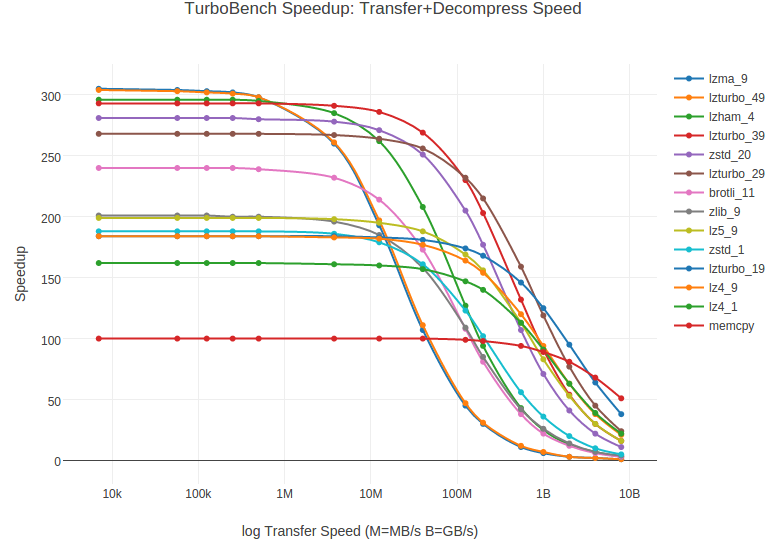 TurboBench Speedup: Transfer+Decompress Speed
300
250
200
150
100
50
0
Speedup
10k
100k
1M
10M
100M
1B
10B
log Transfer Speed (M=MB/s B=GB/s)
lzma_9
lzturbo_49
lzham_4
lzturbo_39
zstd_20
lzturbo_29
brotli_11
zlib_9
lz5_9
zstd_1
lzturbo_19
lz4_9
lz4_1
memcpy